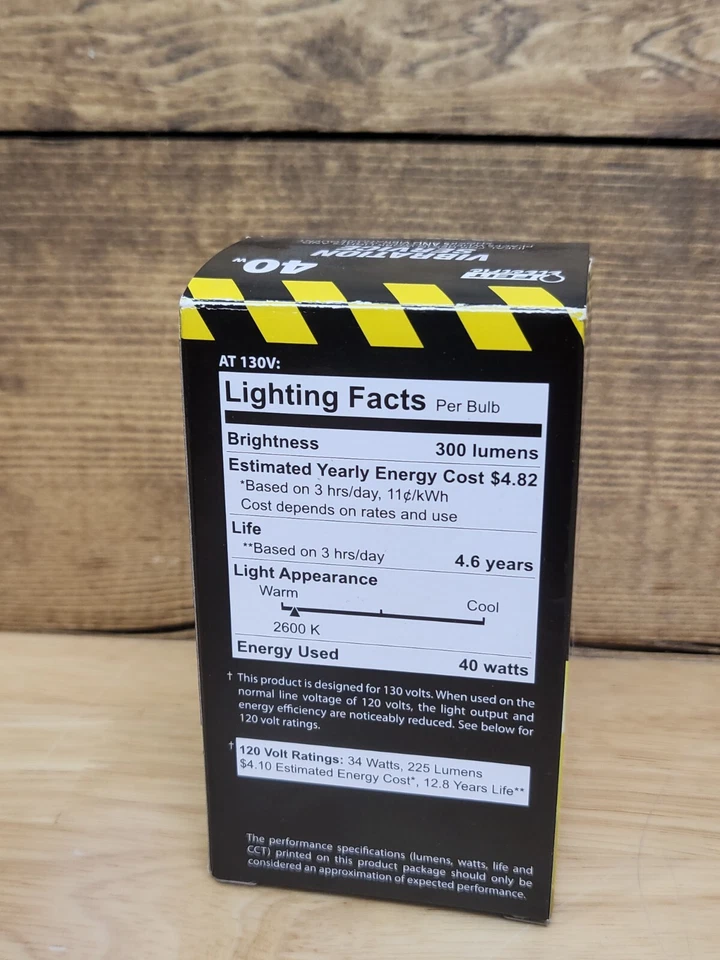 40w
VIBRATION
SERVICE
ELECTRIC
AT 130V:
Lighting Facts Per Bulb
Brightness 300 lumens
Estimated Yearly Energy Cost $4.82
*Based on 3 hrs/day, 11¢/kWh
Cost depends on rates and use
Life
**Based on 3 hrs/day 4.6 years
Light Appearance
Warm Cool
2600 K
Energy Used 40 watts
† This product is designed for 130 volts. When used on the
normal line voltage of 120 volts, the light output and
energy efficiency are noticeably reduced. See below for
120 volt ratings.
† 120 Volt Ratings: 34 Watts, 225 Lumens
$4.10 Estimated Energy Cost*, 12.8 Years Life**
The performance specifications (lumens, watts, life and
CCT) printed on this product package should only be
considered an approximation of expected performance.